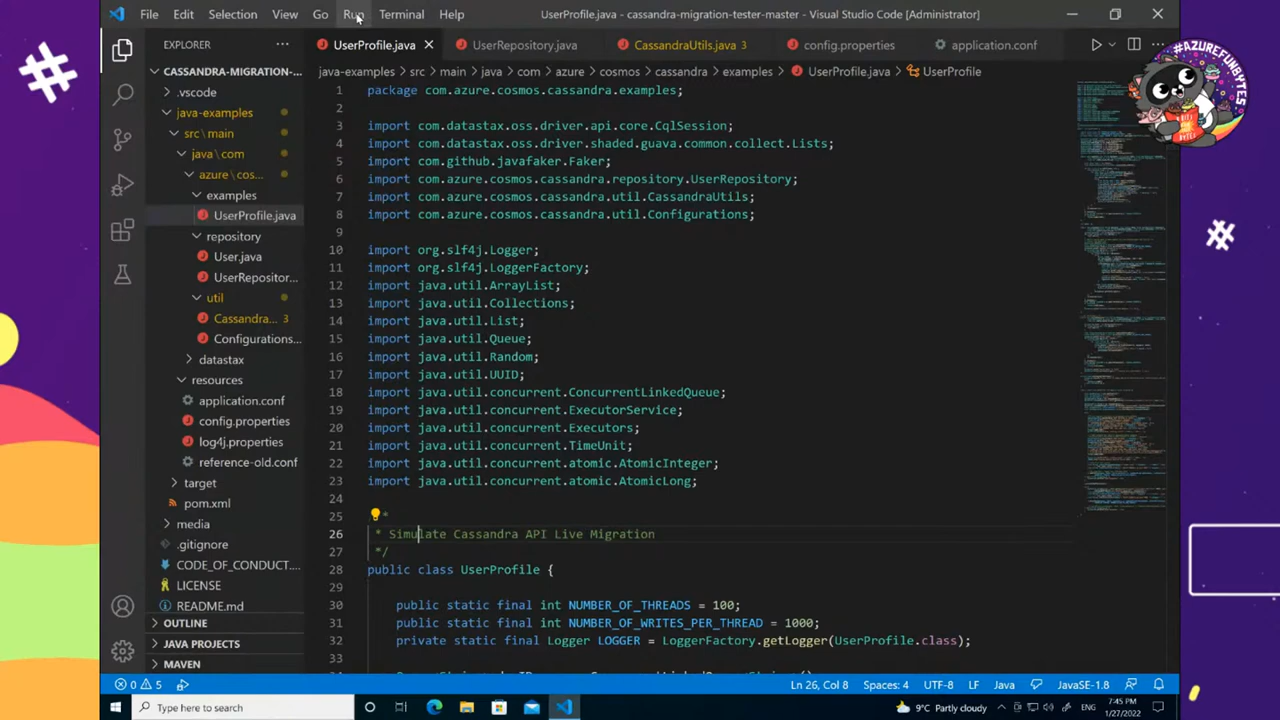 File Edit Selection View Go Run Terminal Help UserProfile.java - cassandra-migration-tester-master - Visual Studio Code [Administrator]
EXPLORER
CASSANDRA-MIGRATION-...
.vscode
java-examples
src\main
java\com
azure\cos...
examples
UserProfile.java
repository
User.java
UserRepositor...
util
Cassandra... 3
Configurations...
datastax
resources
application.conf
config.properties
log4j.properties
reference-old.conf
target
pom.xml
media
.gitignore
CODE_OF_CONDUCT...
LICENSE
README.md
OUTLINE
JAVA PROJECTS
MAVEN
UserProfile.java UserRepository.java CassandraUtils.java 3 config.properties application.conf
java-examples > src > main > java > com > azure > cosmos > cassandra > examples > UserProfile.java > UserProfile
1 package com.azure.cosmos.cassandra.examples;
2
3 import com.datastax.oss.driver.api.core.CqlSession;
4 import com.datastax.oss.driver.shaded.guava.common.collect.Lists;
5 import com.github.javafaker.Faker;
6 import com.azure.cosmos.cassandra.repository.UserRepository;
7 import com.azure.cosmos.cassandra.util.CassandraUtils;
8 import com.azure.cosmos.cassandra.util.Configurations;
9
10 import org.slf4j.Logger;
11 import org.slf4j.LoggerFactory;
12 import java.util.ArrayList;
13 import java.util.Collections;
14 import java.util.List;
15 import java.util.Queue;
16 import java.util.Random;
17 import java.util.UUID;
18 import java.util.concurrent.ConcurrentLinkedQueue;
19 import java.util.concurrent.ExecutorService;
20 import java.util.concurrent.Executors;
21 import java.util.concurrent.TimeUnit;
22 import java.util.concurrent.atomic.AtomicInteger;
23 import java.util.concurrent.atomic.AtomicLong;
24
25 *
26 * Simulate Cassandra API Live Migration
27 */
28 public class UserProfile {
29
30 public static final int NUMBER_OF_THREADS = 100;
31 public static final int NUMBER_OF_WRITES_PER_THREAD = 1000;
32 private static final Logger LOGGER = LoggerFactory.getLogger(UserProfile.class);
33
#AZUREFUNBYTES
0 5 Ln 26, Col 8 Spaces: 4 UTF-8 LF Java JavaSE-1.8
Type here to search 9°C Partly cloudy ENG 7:45 PM
1/27/2022